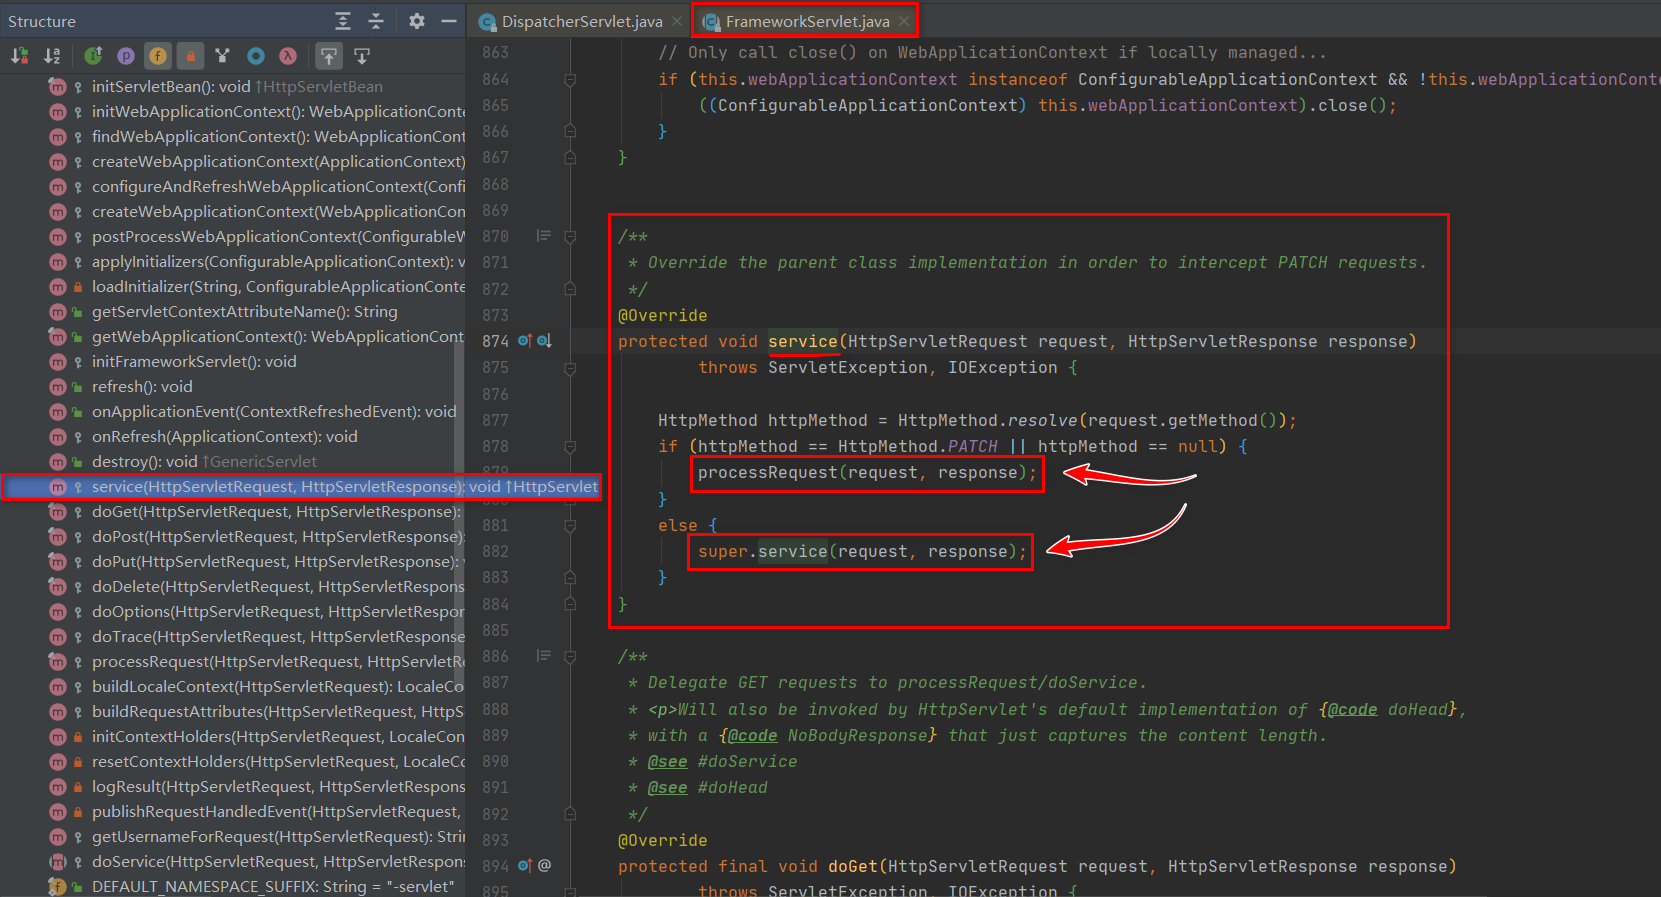 Structure
DispatcherServlet.java
FrameworkServlet.java
initServletBean(): void ↑HttpServletBean
initWebApplicationContext(): WebApplicationConte
findWebApplicationContext(): WebApplicationCont
createWebApplicationContext(ApplicationContext)
configureAndRefreshWebApplicationContext(Confi
createWebApplicationContext(WebApplicationCon
postProcessWebApplicationContext(ConfigurableW
applyInitializers(ConfigurableApplicationContext): v
loadInitializer(String, ConfigurableApplicationConte
getServletContextAttributeName(): String
getWebApplicationContext(): WebApplicationCont
initFrameworkServlet(): void
refresh(): void
onApplicationEvent(ContextRefreshedEvent): void
onRefresh(ApplicationContext): void
destroy(): void ↑GenericServlet
service(HttpServletRequest, HttpServletResponse): void ↑HttpServlet
doGet(HttpServletRequest, HttpServletResponse):
doPost(HttpServletRequest, HttpServletResponse):
doPut(HttpServletRequest, HttpServletResponse): v
doDelete(HttpServletRequest, HttpServletRespons
doOptions(HttpServletRequest, HttpServletRespor
doTrace(HttpServletRequest, HttpServletResponse
processRequest(HttpServletRequest, HttpServletRe
buildLocaleContext(HttpServletRequest): LocaleCo
buildRequestAttributes(HttpServletRequest, HttpS
initContextHolders(HttpServletRequest, LocaleCon
resetContextHolders(HttpServletRequest, LocaleCo
logResult(HttpServletRequest, HttpServletRespons
publishRequestHandledEvent(HttpServletRequest,
getUsernameForRequest(HttpServletRequest): Strin
doService(HttpServletRequest, HttpServletRespons
DEFAULT_NAMESPACE_SUFFIX: String = "-servlet"
863 // Only call close() on WebApplicationContext if locally managed...
864 if (this.webApplicationContext instanceof ConfigurableApplicationContext && !this.webApplicationConte
865 ((ConfigurableApplicationContext) this.webApplicationContext).close();
866 }
867 }
868
869
870 /**
871 * Override the parent class implementation in order to intercept PATCH requests.
872 */
873 @Override
874 protected void service(HttpServletRequest request, HttpServletResponse response)
875 throws ServletException, IOException {
876
877 HttpMethod httpMethod = HttpMethod.resolve(request.getMethod());
878 if (httpMethod == HttpMethod.PATCH || httpMethod == null) {
879 processRequest(request, response);
}
881 else {
882 super.service(request, response);
883 }
884 }
885
886 /**
887 * Delegate GET requests to processRequest/doService.
888 * <p>Will also be invoked by HttpServlet's default implementation of {@code doHead},
889 * with a {@code NoBodyResponse} that just captures the content length.
890 * @see #doService
891 * @see #doHead
892 */
893 @Override
894 @ protected final void doGet(HttpServletRequest request, HttpServletResponse response)
895 throws ServletException, IOException {